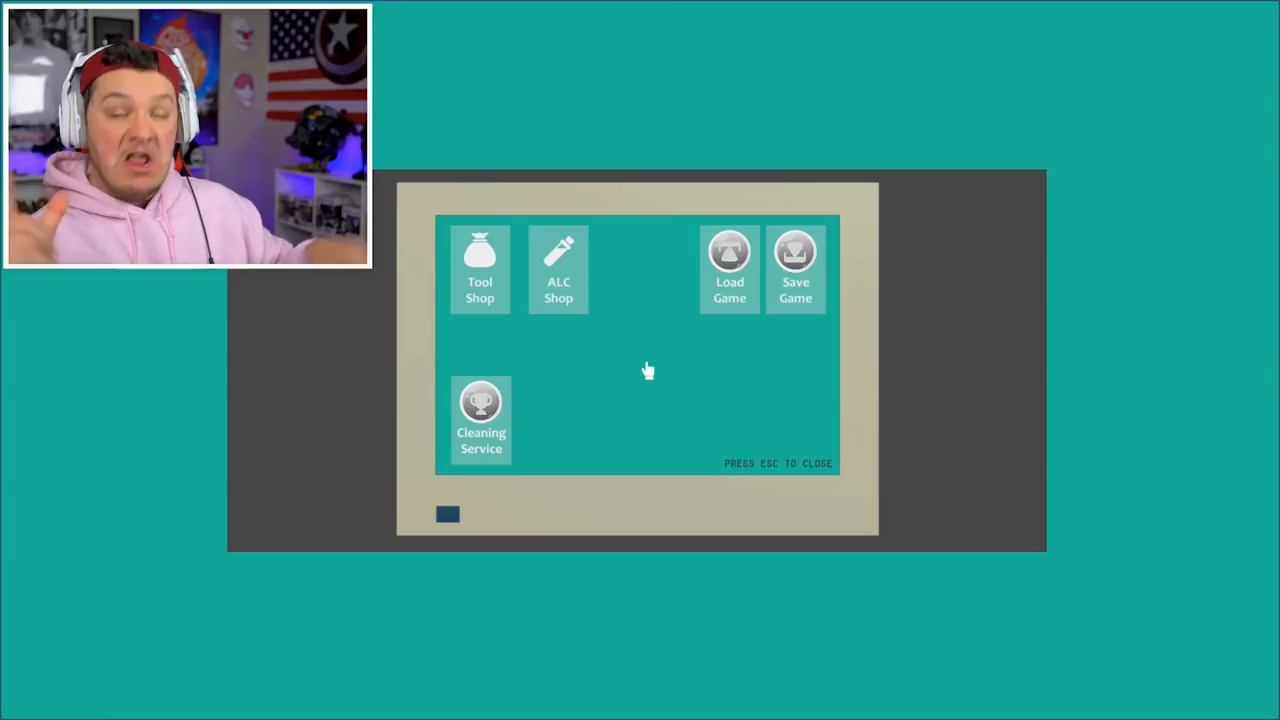 Tool
Shop
ALC
Shop
Load
Game
Save
Game
Cleaning
Service
PRESS ESC TO CLOSE